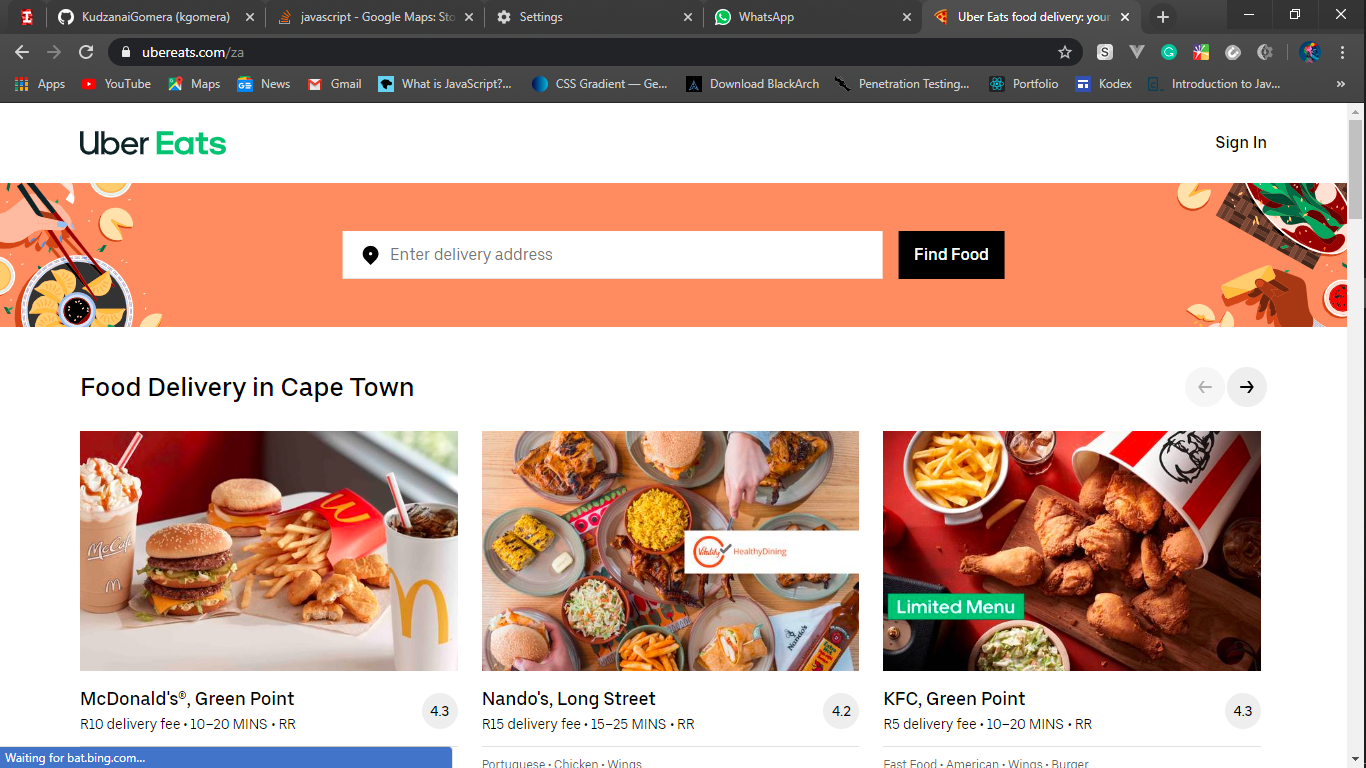 KudzanaiGomera (kgomera)
javascript - Google Maps: Sto
Settings
WhatsApp
Uber Eats food delivery: your
ubereats.com/za
Apps
YouTube
Maps
News
Gmail
What is JavaScript?...
CSS Gradient — Ge...
Download BlackArch
Penetration Testing...
Portfolio
Kodex
Introduction to Jav...
Uber Eats
Sign In
Enter delivery address
Find Food
Food Delivery in Cape Town
McCafé
Vitality HealthyDining
Nando's
Limited Menu
McDonald's®, Green Point
4.3
R10 delivery fee • 10–20 MINS • RR
Nando's, Long Street
4.2
R15 delivery fee • 15–25 MINS • RR
KFC, Green Point
4.3
R5 delivery fee • 10–20 MINS • RR
Waiting for bat.bing.com...
Portuguese • Chicken • Wings
Fast Food • American • Wings • Burger